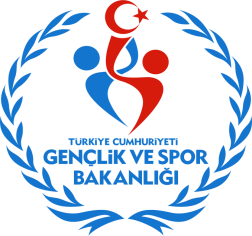 TÜRKİYE CUMHURİYETİ
GENÇLİK VE SPOR
BAKANLIĞI